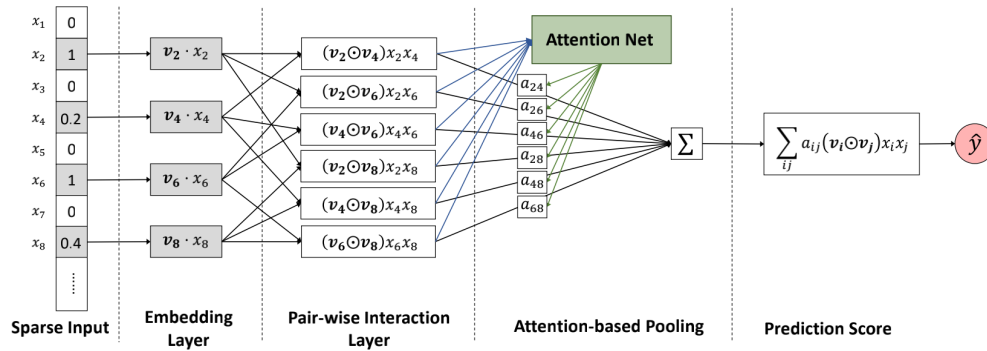 x₁ 0
x₂ 1
x₃ 0
x₄ 0.2
x₅ 0
x₆ 1
x₇ 0
x₈ 0.4
......
Sparse Input
v₂ · x₂
v₄ · x₄
v₆ · x₆
v₈ · x₈
Embedding
Layer
(v₂⊙v₄)x₂x₄
(v₂⊙v₆)x₂x₆
(v₄⊙v₆)x₄x₆
(v₂⊙v₈)x₂x₈
(v₄⊙v₈)x₄x₈
(v₆⊙v₈)x₆x₈
Pair-wise Interaction
Layer
Attention Net
a₂₄
a₂₆
a₄₆
a₂₈
a₄₈
a₆₈
∑
Attention-based Pooling
∑ᵢⱼ aᵢⱼ(vᵢ⊙vⱼ)xᵢxⱼ
ŷ
Prediction Score